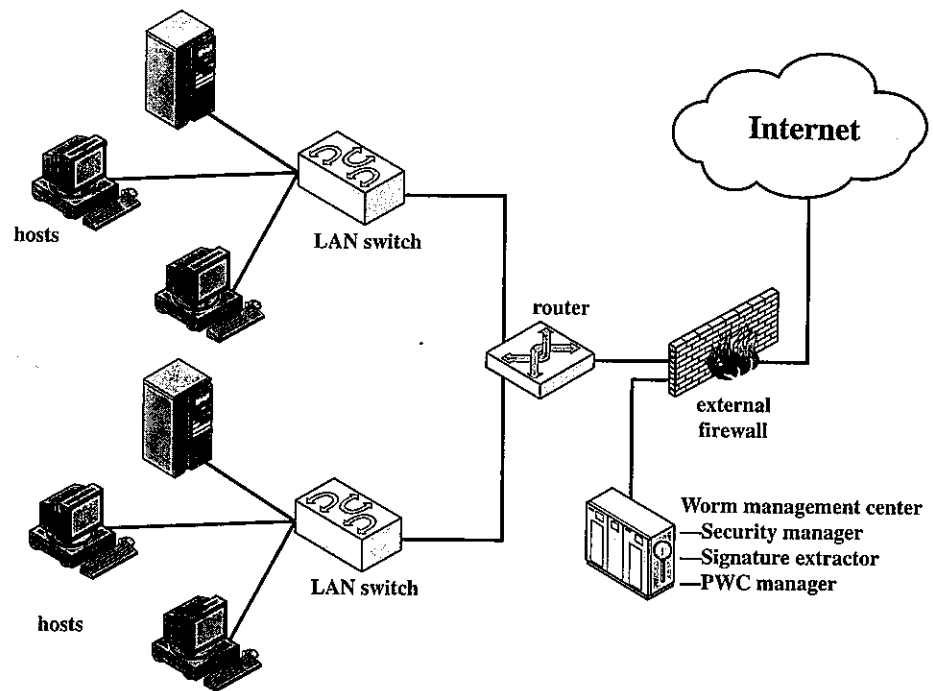 Internet
hosts
LAN switch
router
external
firewall
Worm management center
Security manager
Signature extractor
PWC manager
LAN switch
hosts